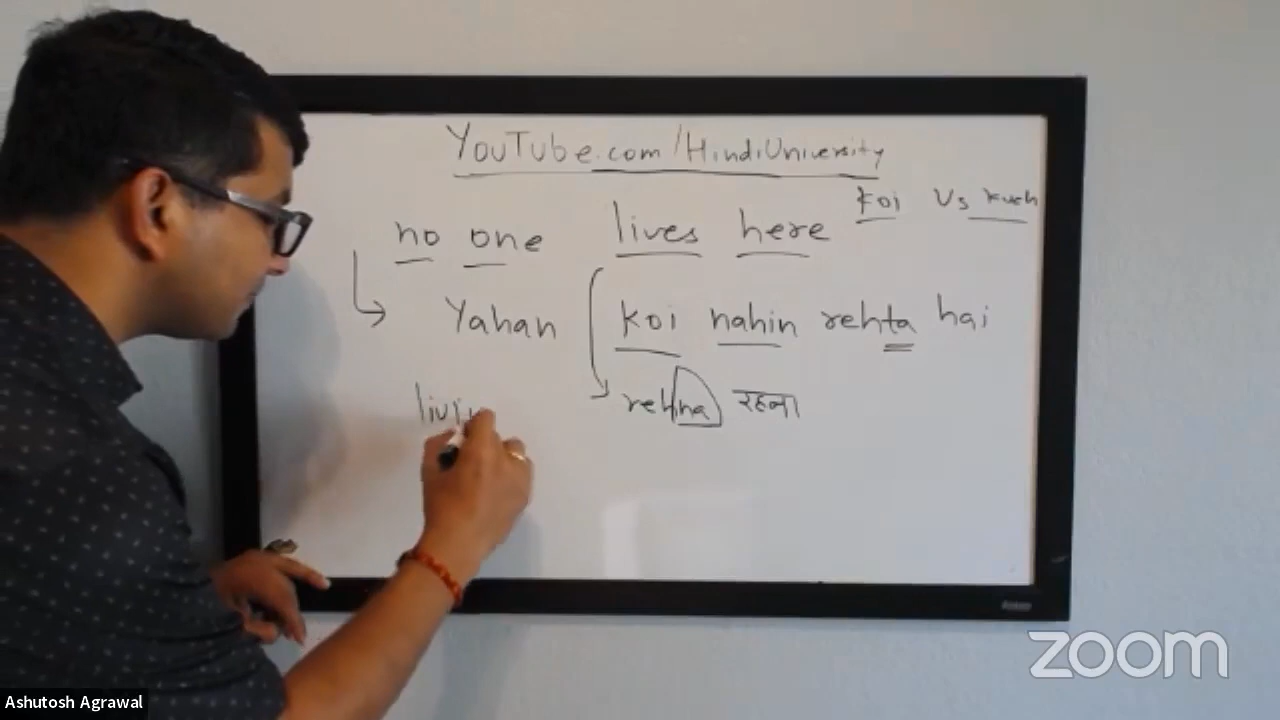 YouTube.com/HindiUniversity
koi Vs kuch
no one lives here
Yahan koi nahin rehta hai
rehna रहना
zoom
Ashutosh Agrawal